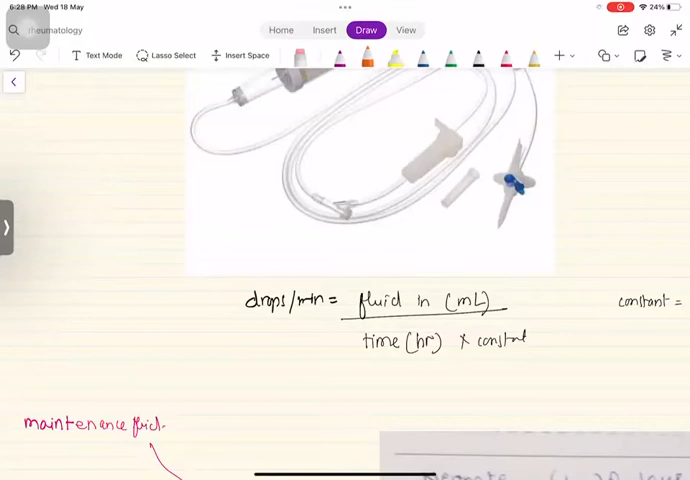 6:28 PM Wed 18 May
24%
rheumatology
Home Insert Draw View
Text Mode Lasso Select Insert Space
drops/min = fluid in (mL)
time (hr) x constant
constant =
maintenance fluid